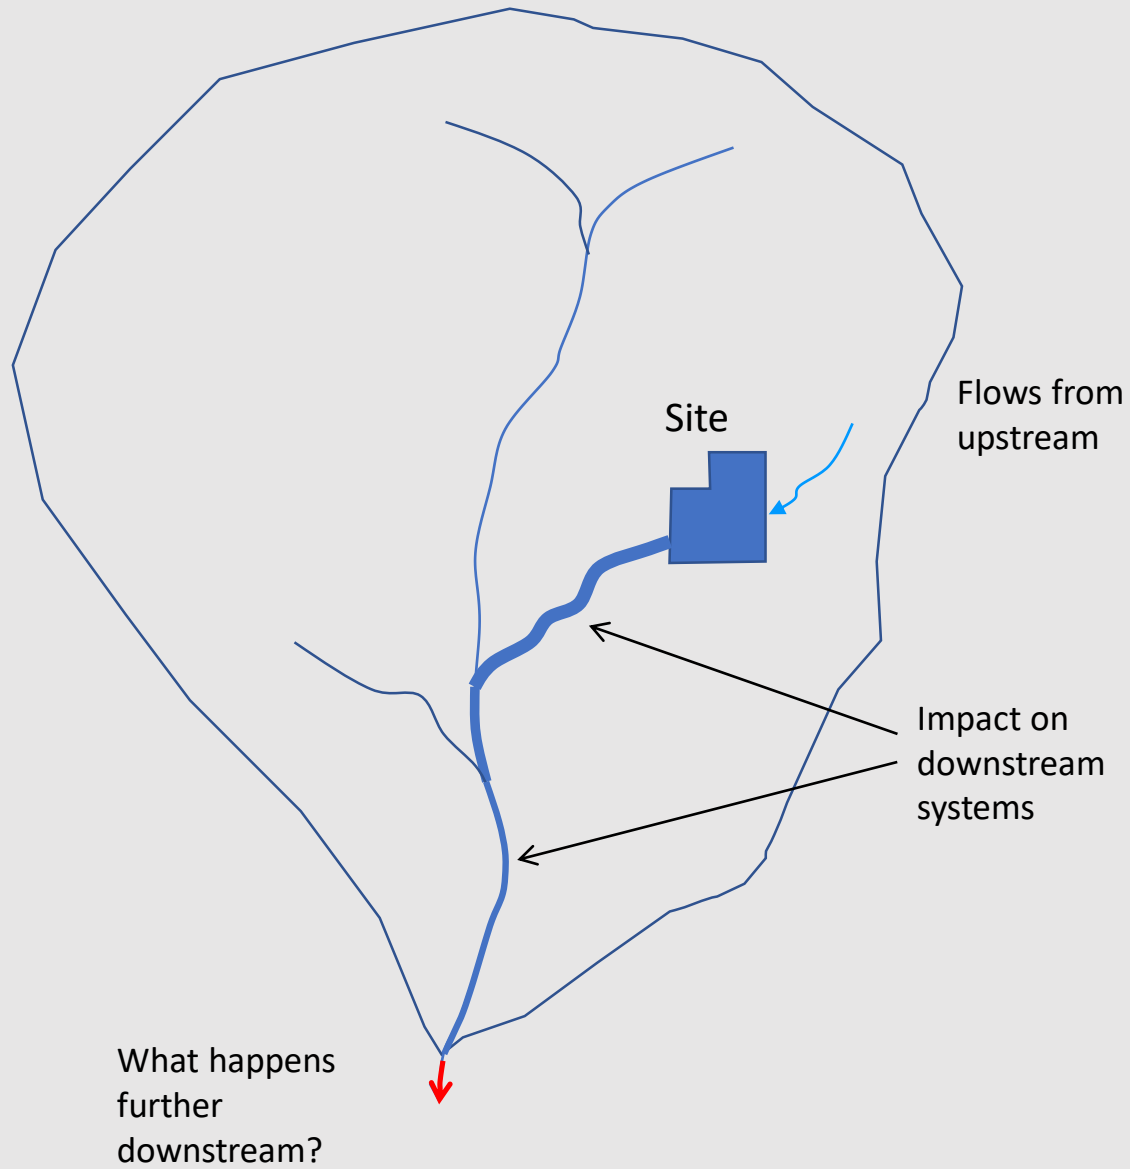 Flows from
upstream
Site
Impact on
downstream
systems
What happens
further
downstream?